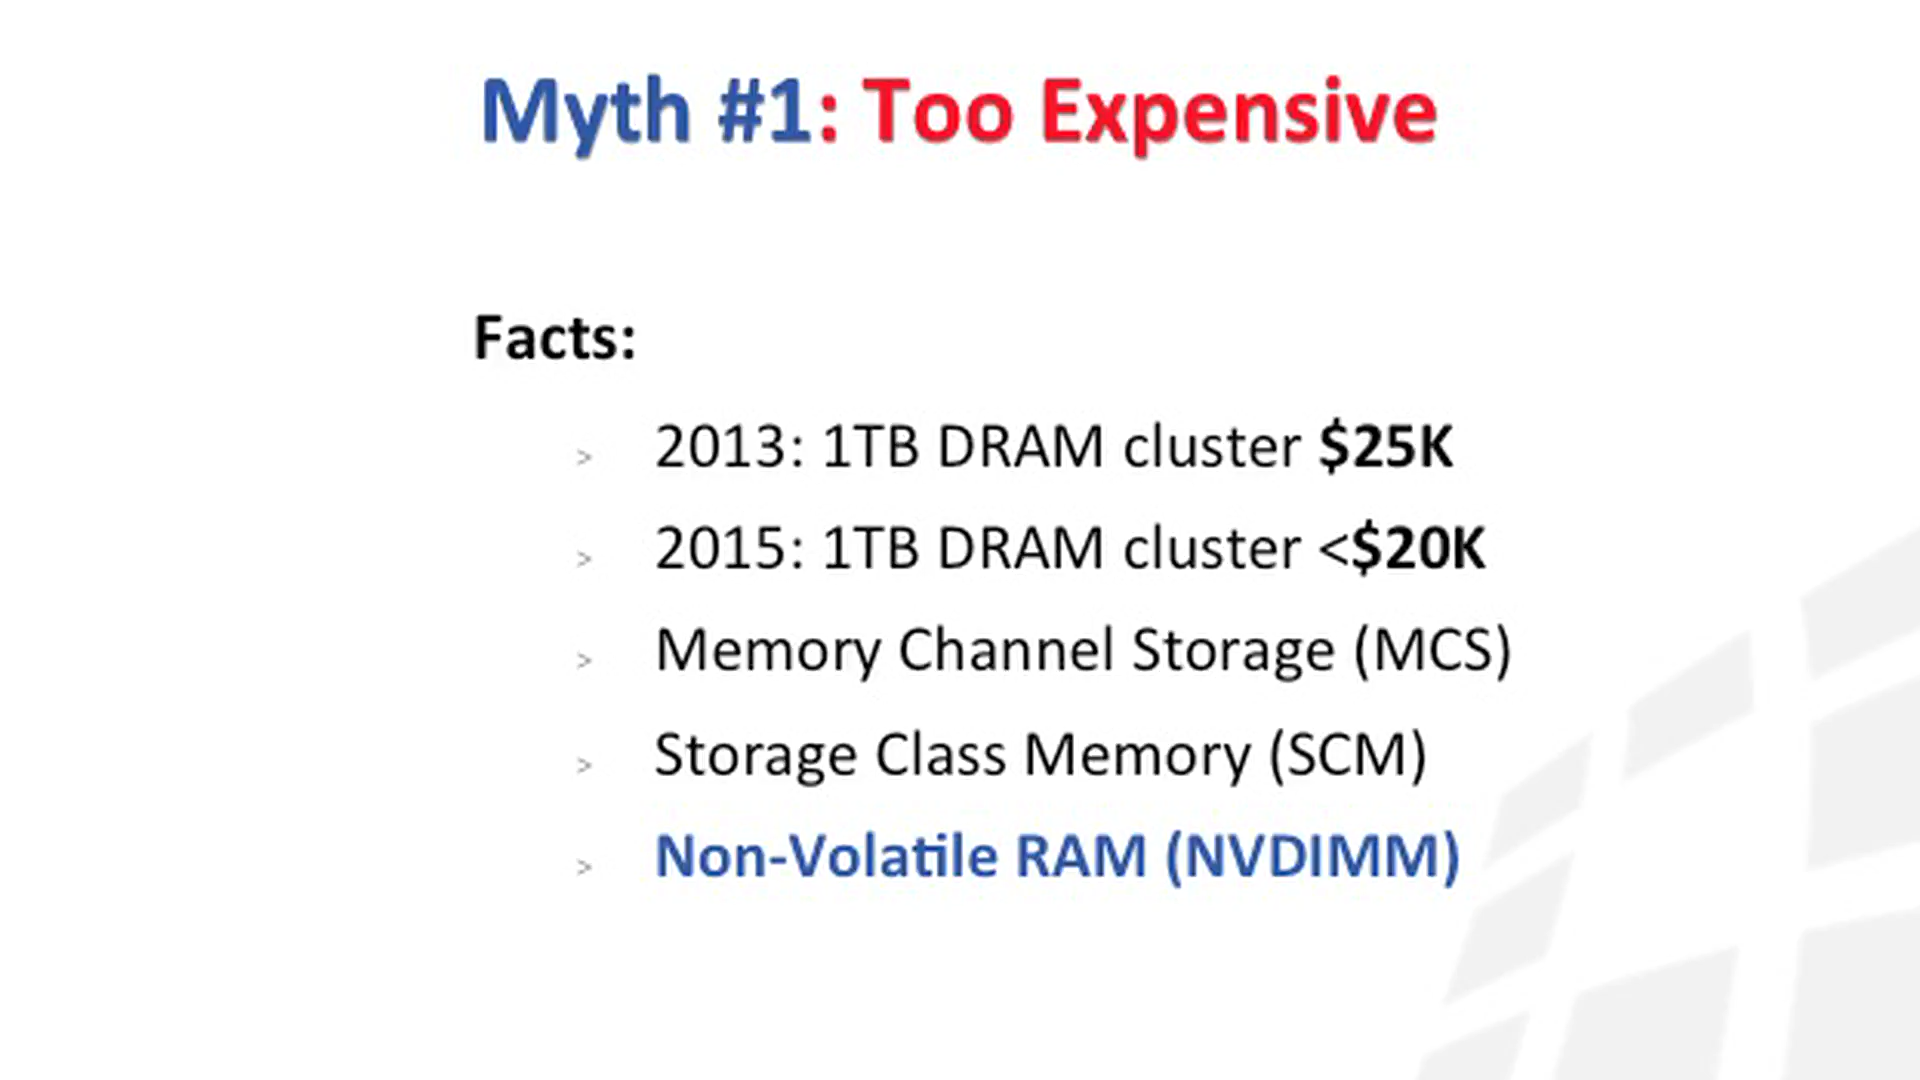 Myth #1: Too Expensive
Facts:
> 2013: 1TB DRAM cluster $25K
> 2015: 1TB DRAM cluster <$20K
> Memory Channel Storage (MCS)
> Storage Class Memory (SCM)
> Non-Volatile RAM (NVDIMM)